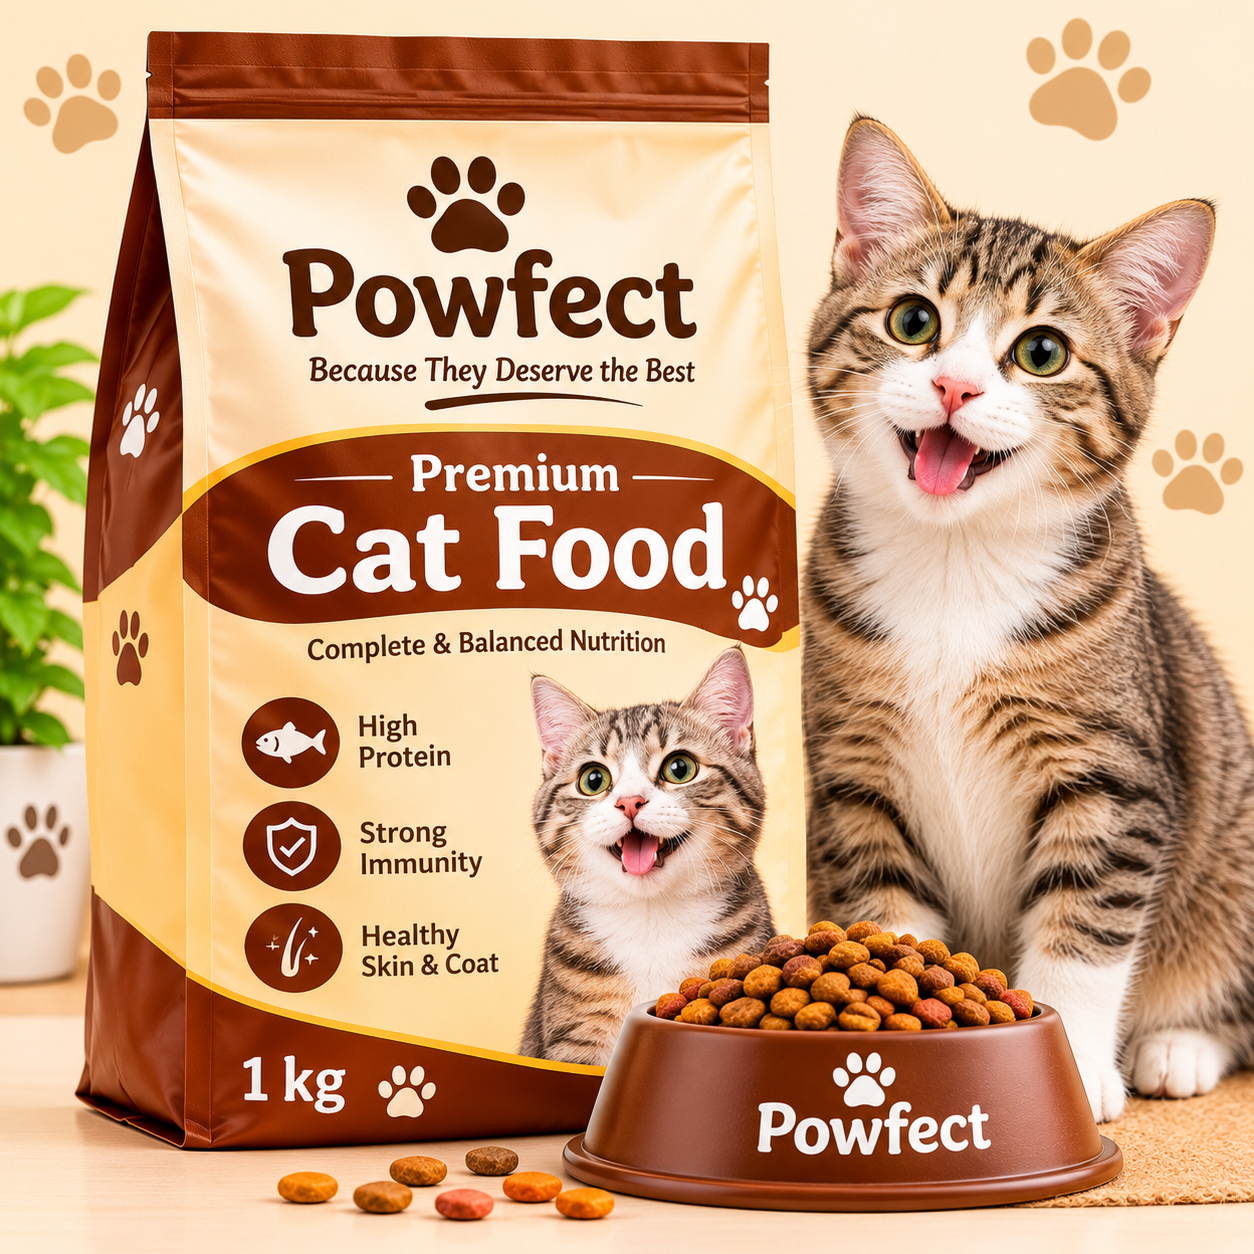 Powfect
Because They Deserve the Best
Premium
Cat Food
Complete & Balanced Nutrition
High
Protein
Strong
Immunity
Healthy
Skin & Coat
1 kg
Powfect